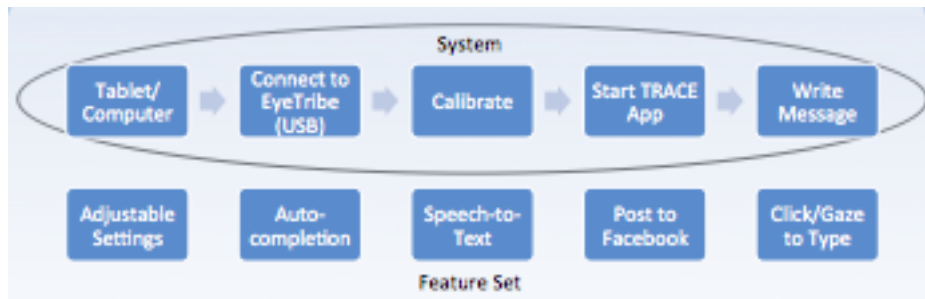 System
Tablet/
Computer
Connect to
EyeTribe
(USB)
Calibrate
Start TRACE
App
Write
Message
Adjustable
Settings
Auto-
completion
Speech-to-
Text
Post to
Facebook
Click/Gaze
to Type
Feature Set